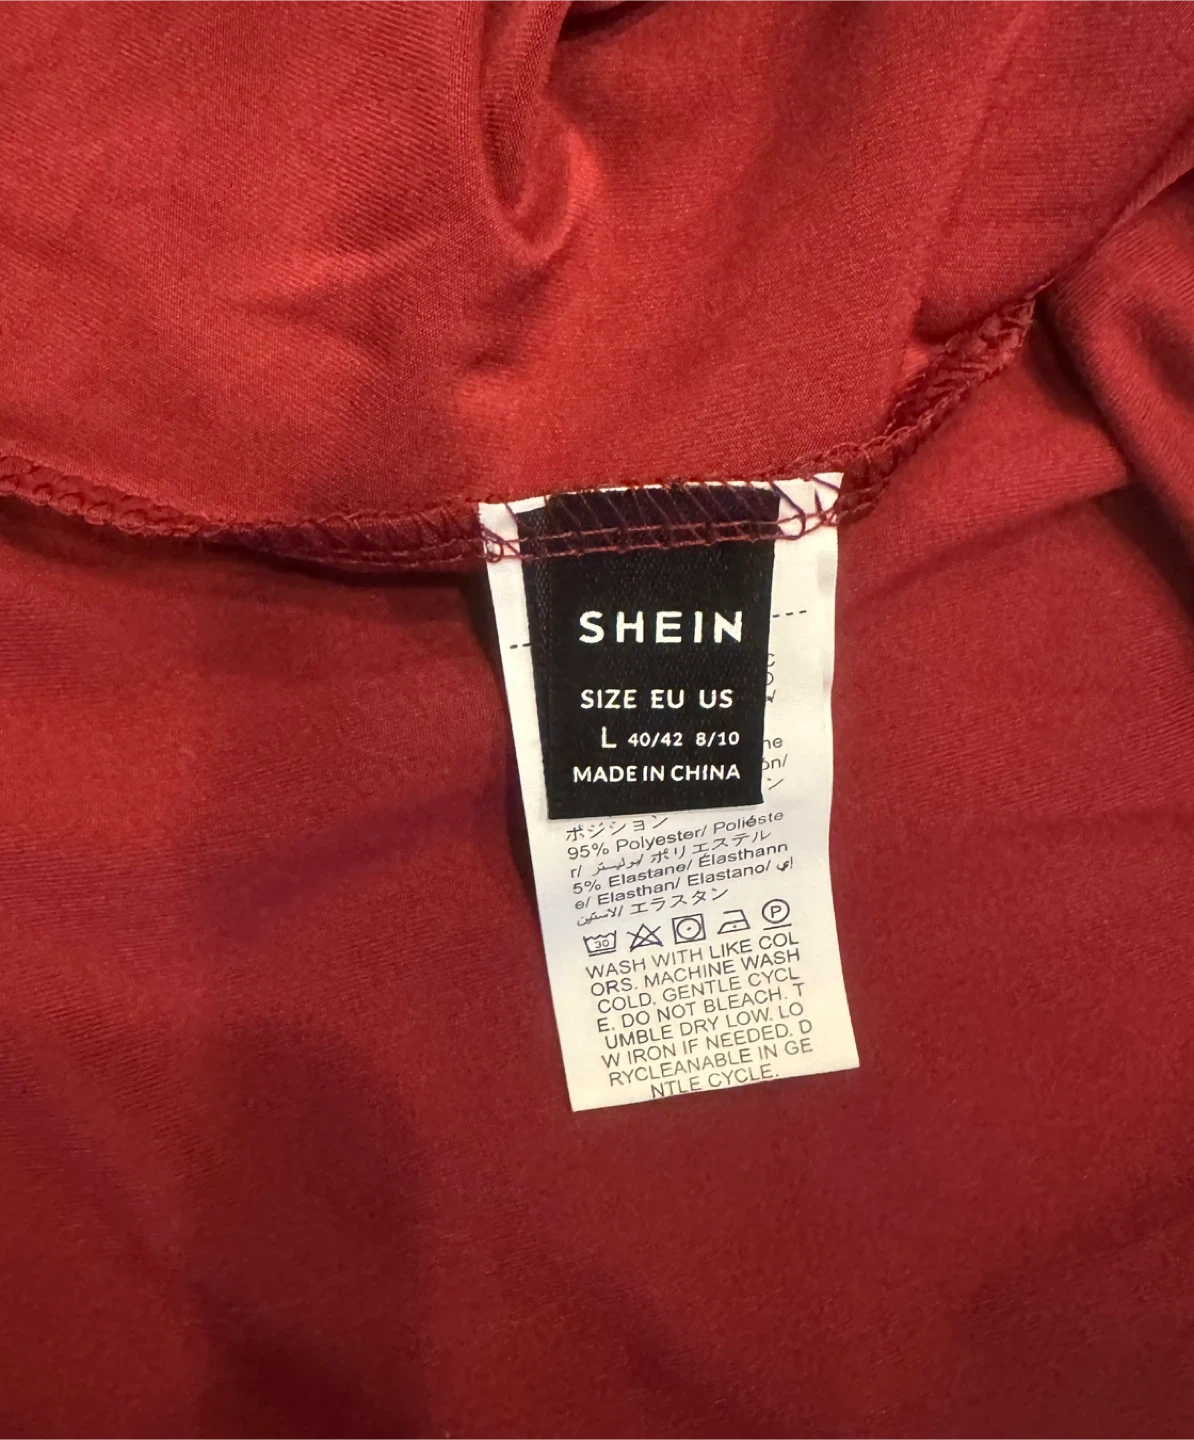 SHEIN
SIZE EU US
L 40/42 8/10
MADE IN CHINA
ポジション
95% Polyester/ Poliéste
r/ بوليستر/ ポリエステル
5% Elastane/ Élasthann
e/ Elasthan/ Elastano/ إي
لاستين/ エラスタン
30
P
WASH WITH LIKE COL
ORS. MACHINE WASH
COLD. GENTLE CYCL
E. DO NOT BLEACH. T
UMBLE DRY LOW. LO
W IRON IF NEEDED. D
RYCLEANABLE IN GE
NTLE CYCLE.